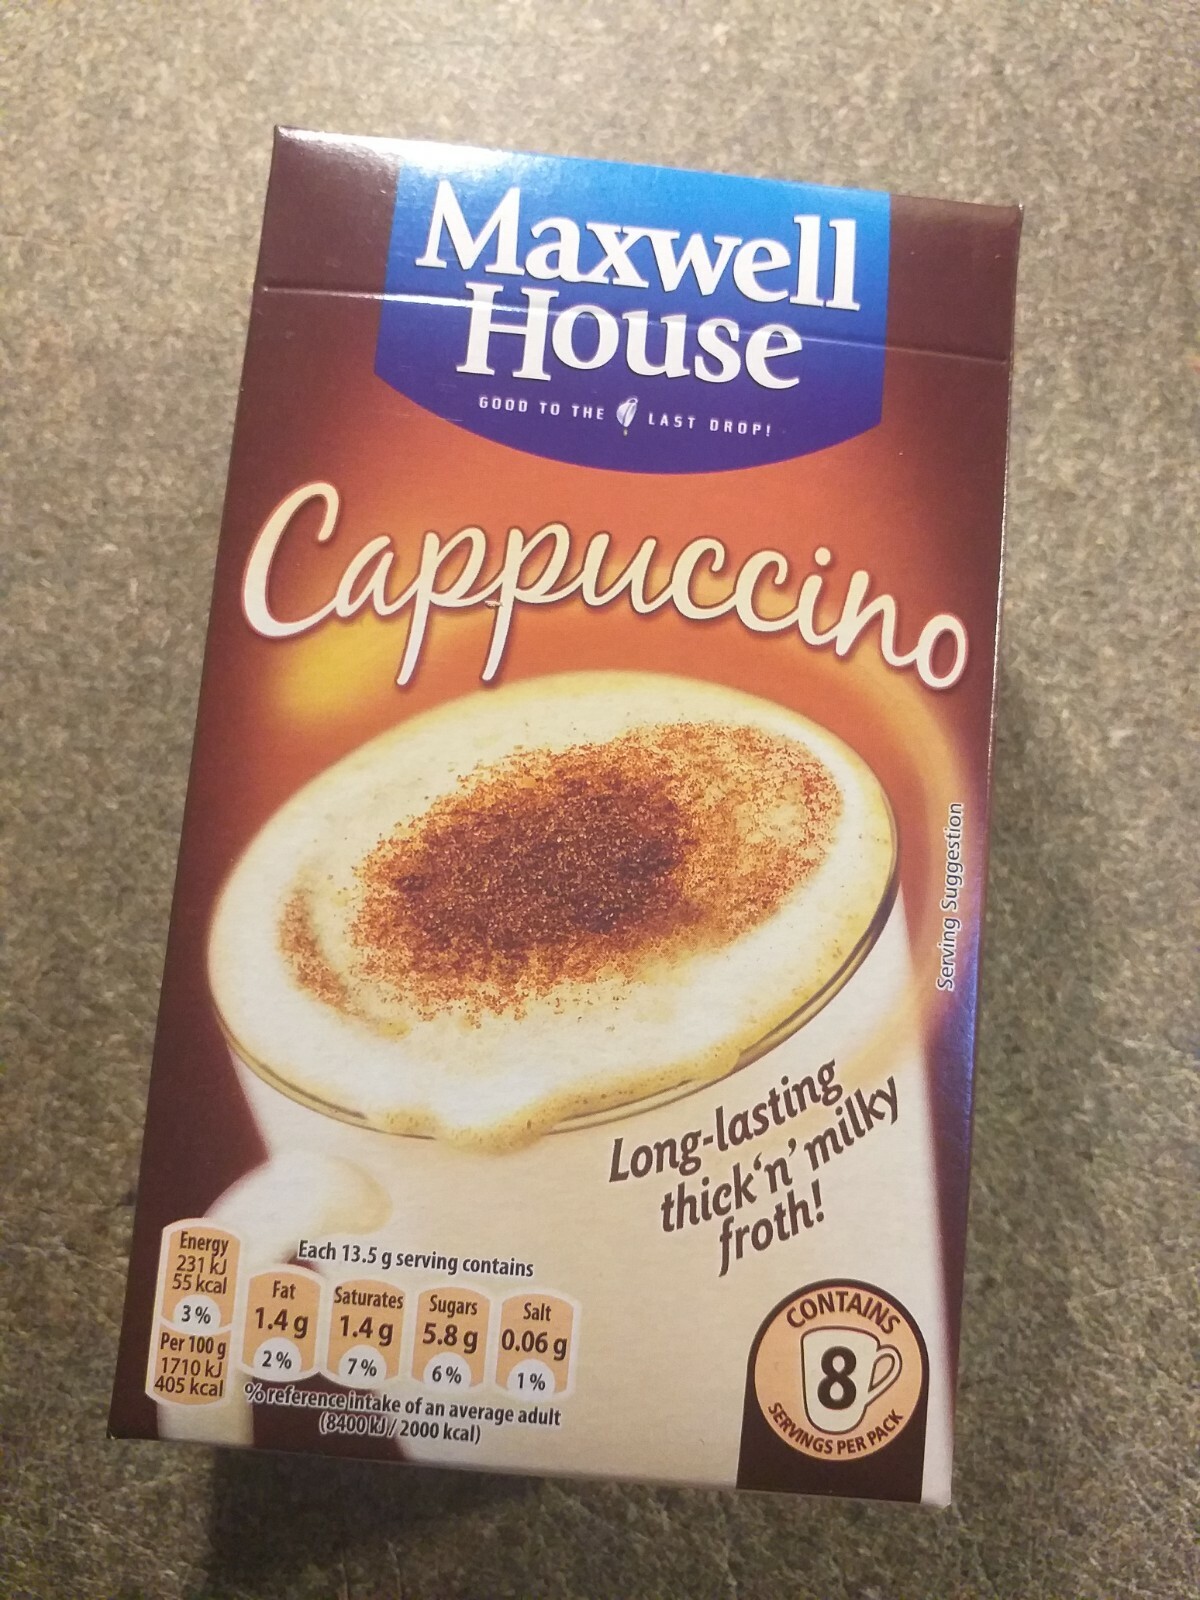 Maxwell
House
GOOD TO THE LAST DROP!
Cappuccino
Serving Suggestion
Long-lasting
thick'n'milky
froth!
Each 13.5 g serving contains
Energy
231 kJ
55 kcal
3%
Per 100 g
1710 kJ
405 kcal
Fat
1.4 g
2%
Saturates
1.4 g
7%
Sugars
5.8 g
6%
Salt
0.06 g
1%
% reference intake of an average adult
(8400 kJ / 2000 kcal)
CONTAINS
8
SERVINGS PER PACK